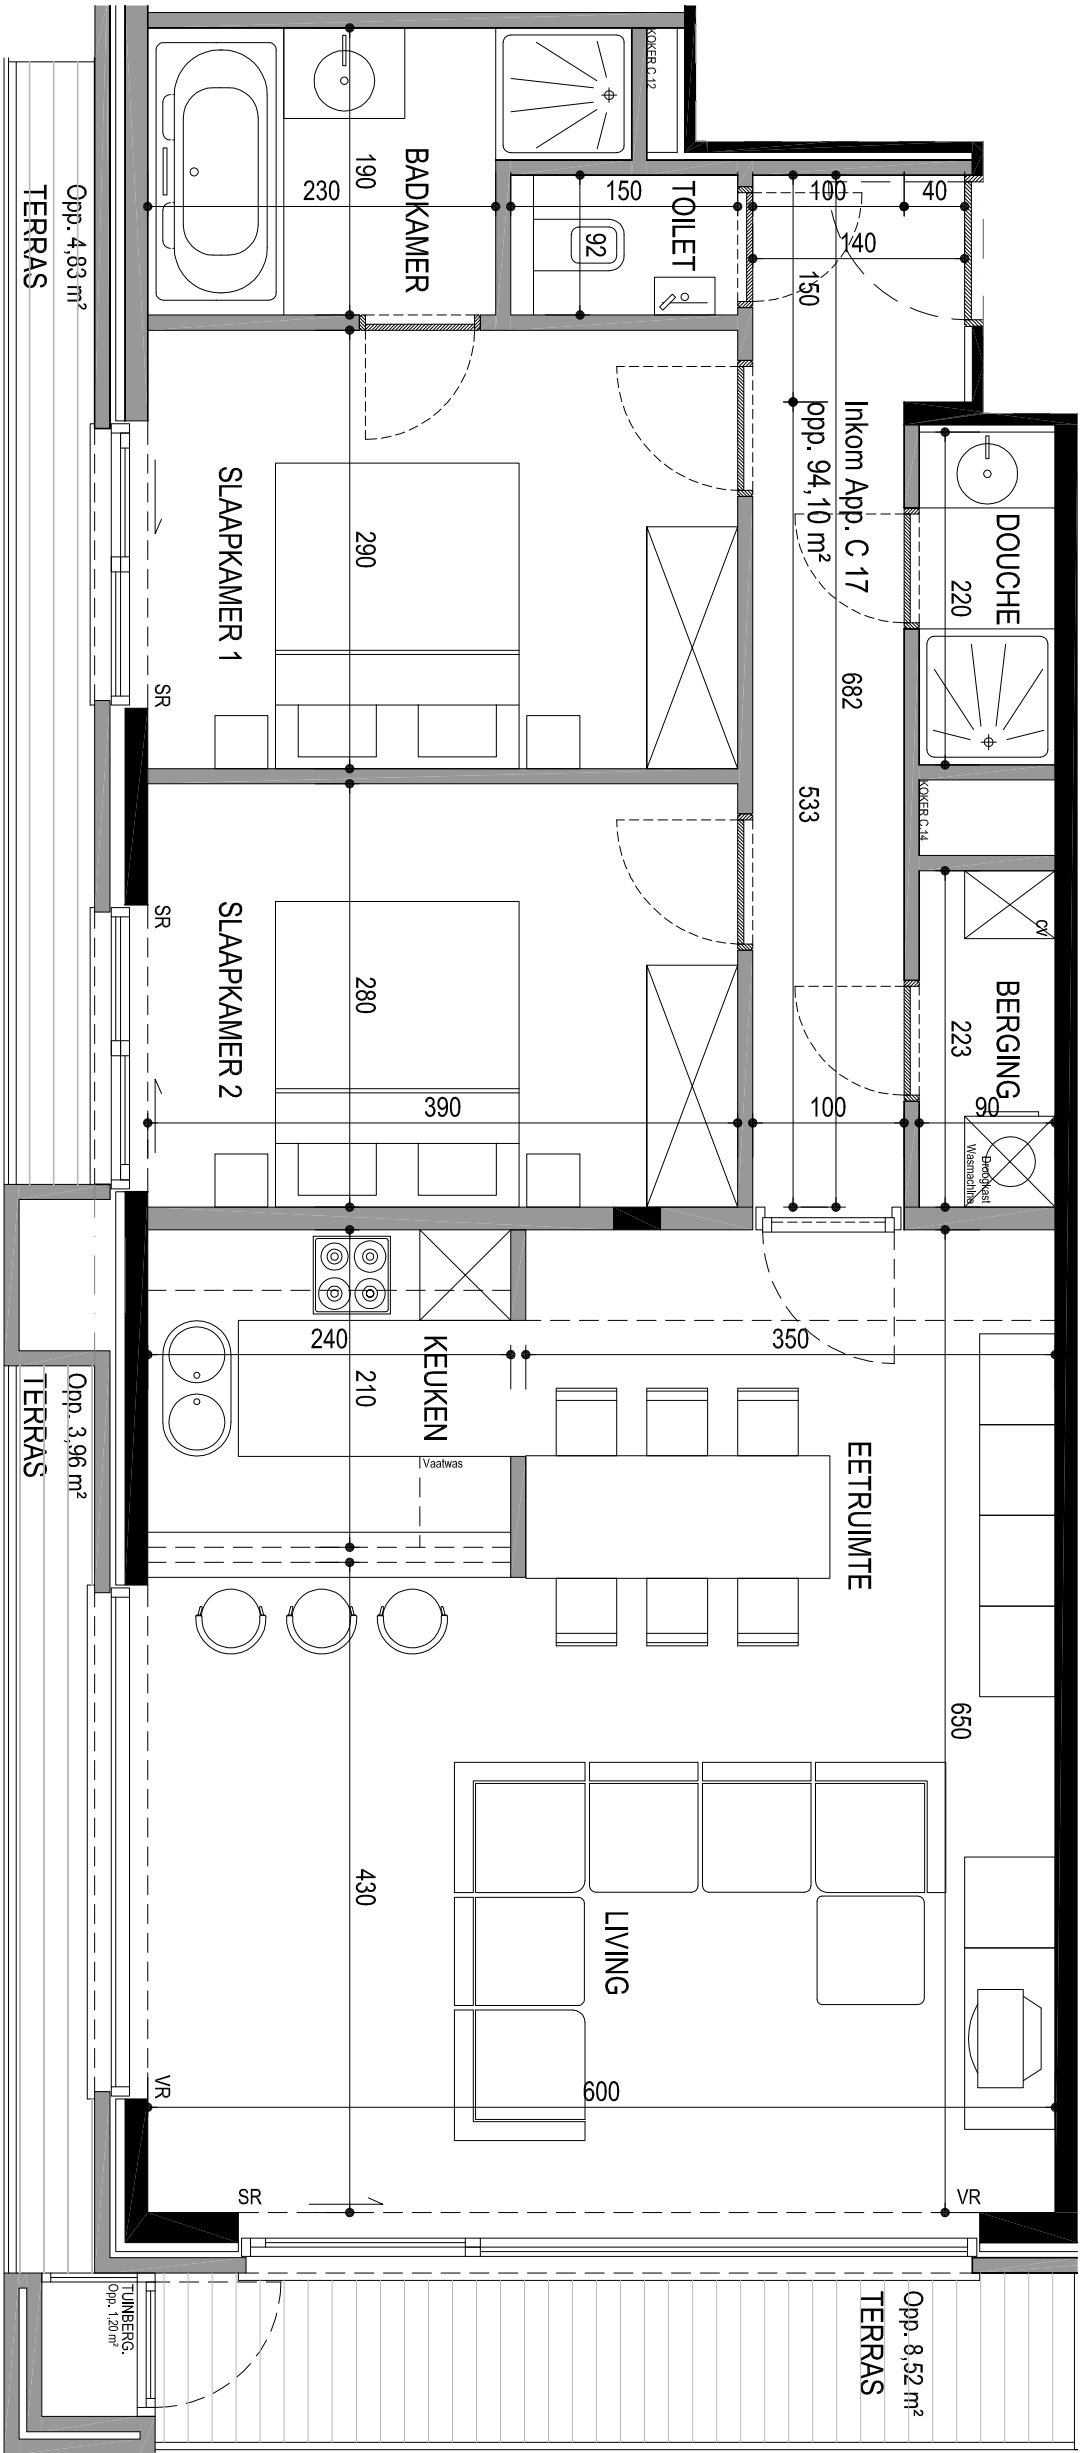 KOKER C.12
BADKAMER
190
230
150
TOILET
92
100
40
140
150
Opp. 4,83 m²
TERRAS
Inkom App. C 17
opp. 94,10 m²
DOUCHE
220
682
533
KOKER C.14
SLAAPKAMER 1
290
SR
SR
SLAAPKAMER 2
280
390
100
90
CV
BERGING
223
Droogkast
Wasmachine
KEUKEN
240
210
350
Vaatwas
EETRUIMTE
Opp. 3,96 m²
TERRAS
650
430
LIVING
600
VR
SR
VR
TUINBERG.
Opp. 1,20 m²
Opp. 8,52 m²
TERRAS